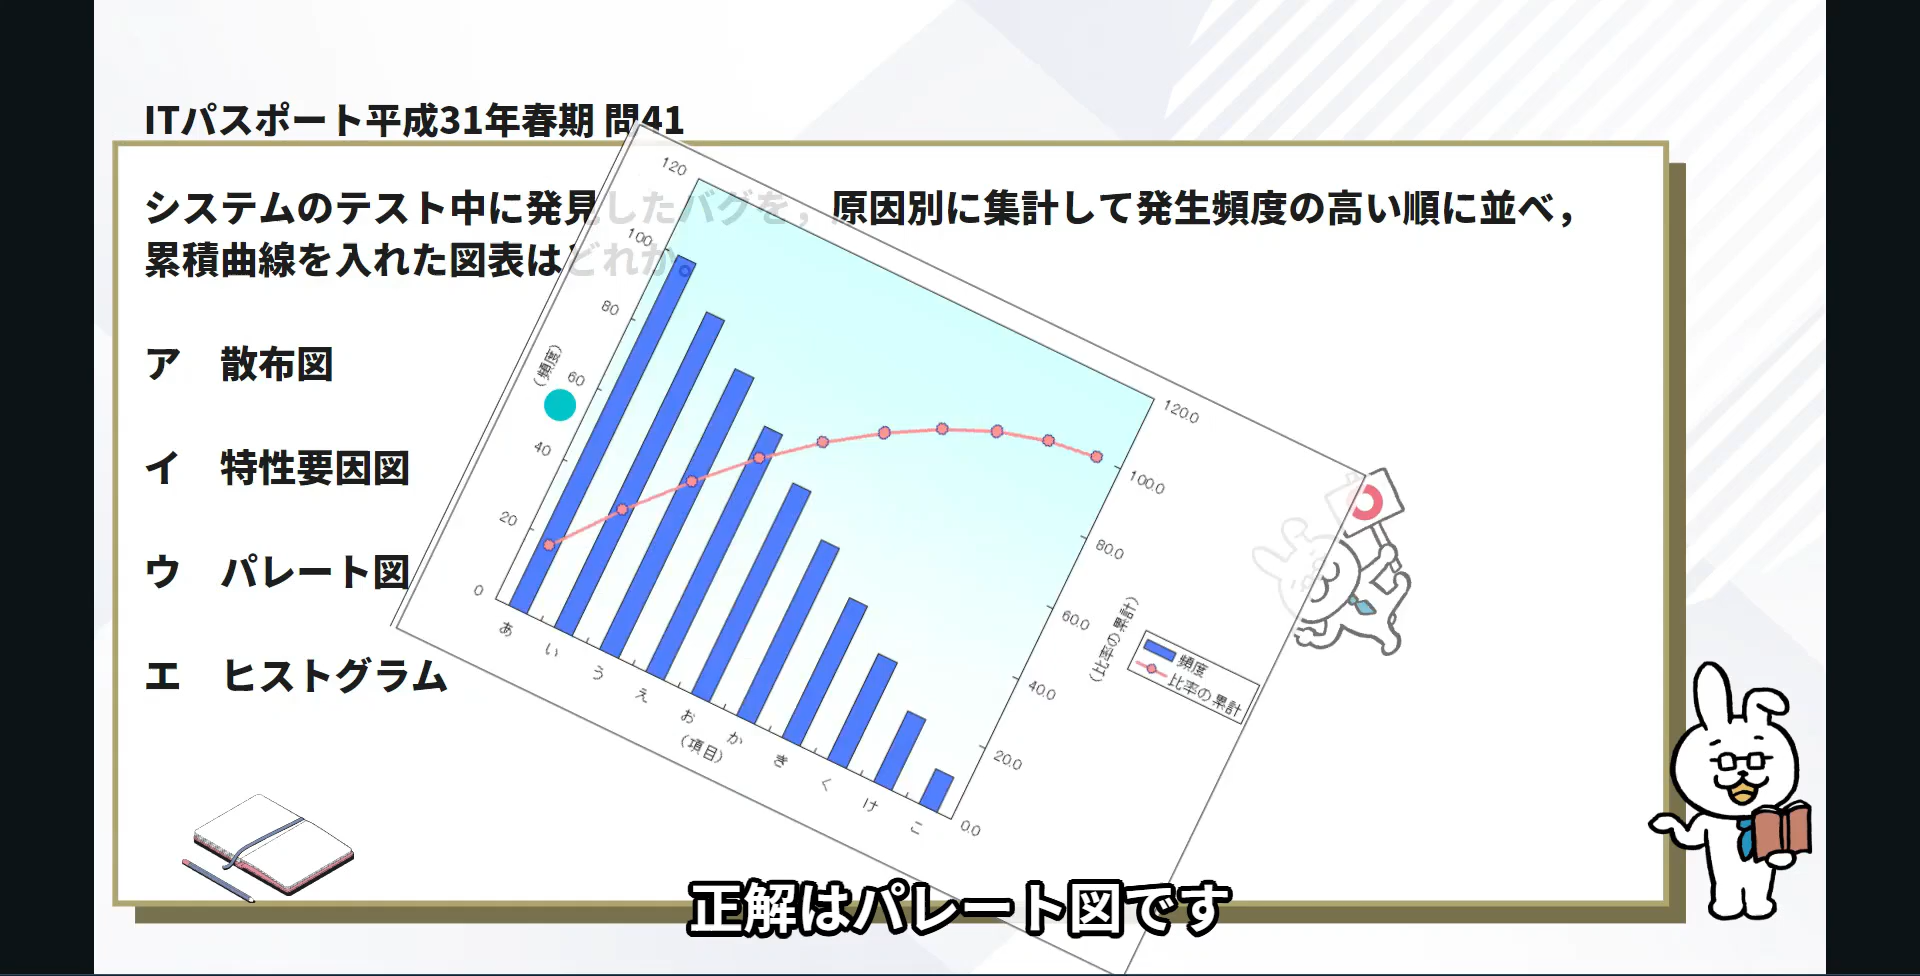 ITパスポート平成31年春期 問41
システムのテスト中に発見したバグを，原因別に集計して発生頻度の高い順に並べ，
累積曲線を入れた図表はどれか。
ア　散布図
イ　特性要因図
ウ　パレート図
エ　ヒストグラム
120
100
80
60
40
20
0
（頻度）
あ い う え お か き く け こ
（項目）
120.0
100.0
80.0
60.0
40.0
20.0
0.0
（比率の累計）
頻度
比率の累計
正解はパレート図です